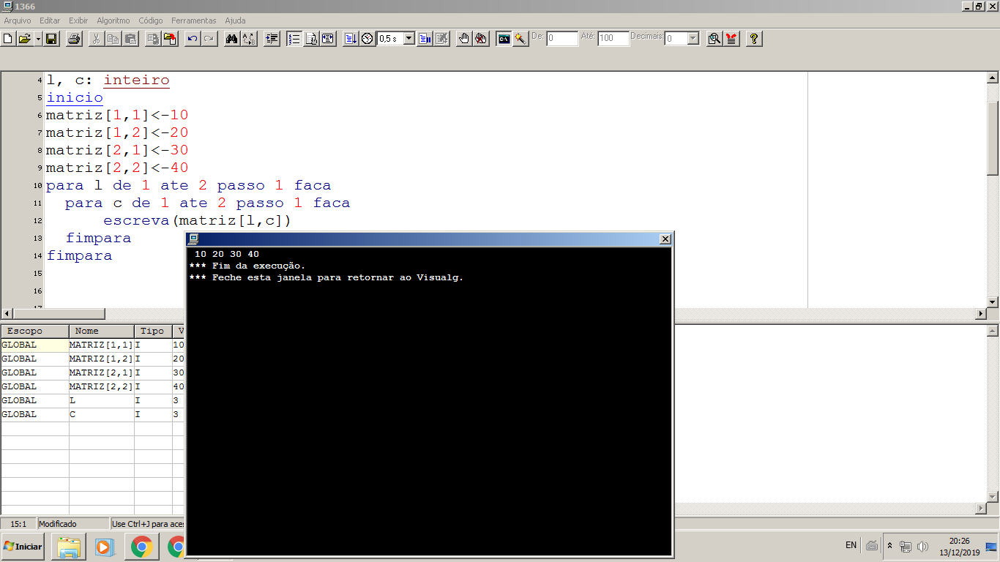 1366
Arquivo Editar Exibir Algoritmo Código Ferramentas Ajuda
0,5 s De: 0 Até: 100 Decimais: 0
4 l, c: inteiro
5 inicio
6 matriz[1,1]<-10
7 matriz[1,2]<-20
8 matriz[2,1]<-30
9 matriz[2,2]<-40
10 para l de 1 ate 2 passo 1 faca
11 para c de 1 ate 2 passo 1 faca
12 escreva(matriz[l,c])
13 fimpara
14 fimpara
15
16
10 20 30 40
*** Fim da execução.
*** Feche esta janela para retornar ao Visualg.
Escopo Nome Tipo V
GLOBAL MATRIZ[1,1] I 10
GLOBAL MATRIZ[1,2] I 20
GLOBAL MATRIZ[2,1] I 30
GLOBAL MATRIZ[2,2] I 40
GLOBAL L I 3
GLOBAL C I 3
15:1 Modificado Use Ctrl+J para aces
Iniciar EN 20:26
13/12/2019